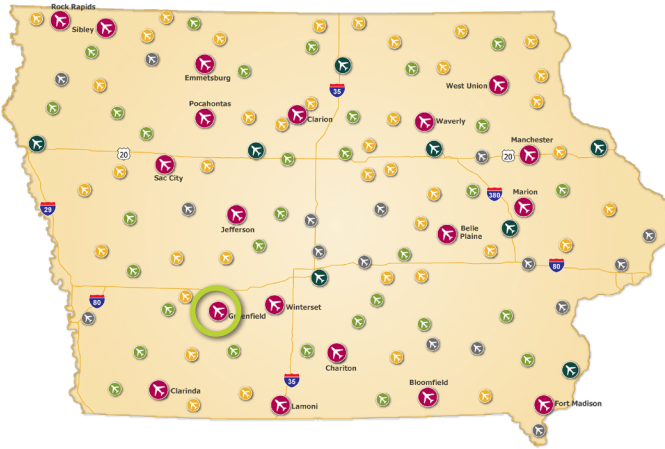 Rock Rapids
Sibley
Emmetsburg
35
West Union
Pocahontas
Clarion
Waverly
Manchester
20
20
Sac City
380
Marion
29
Jefferson
Belle
Plaine
80
80
Winterset
Greenfield
Chariton
35
Clarinda
Bloomfield
Lamoni
Fort Madison